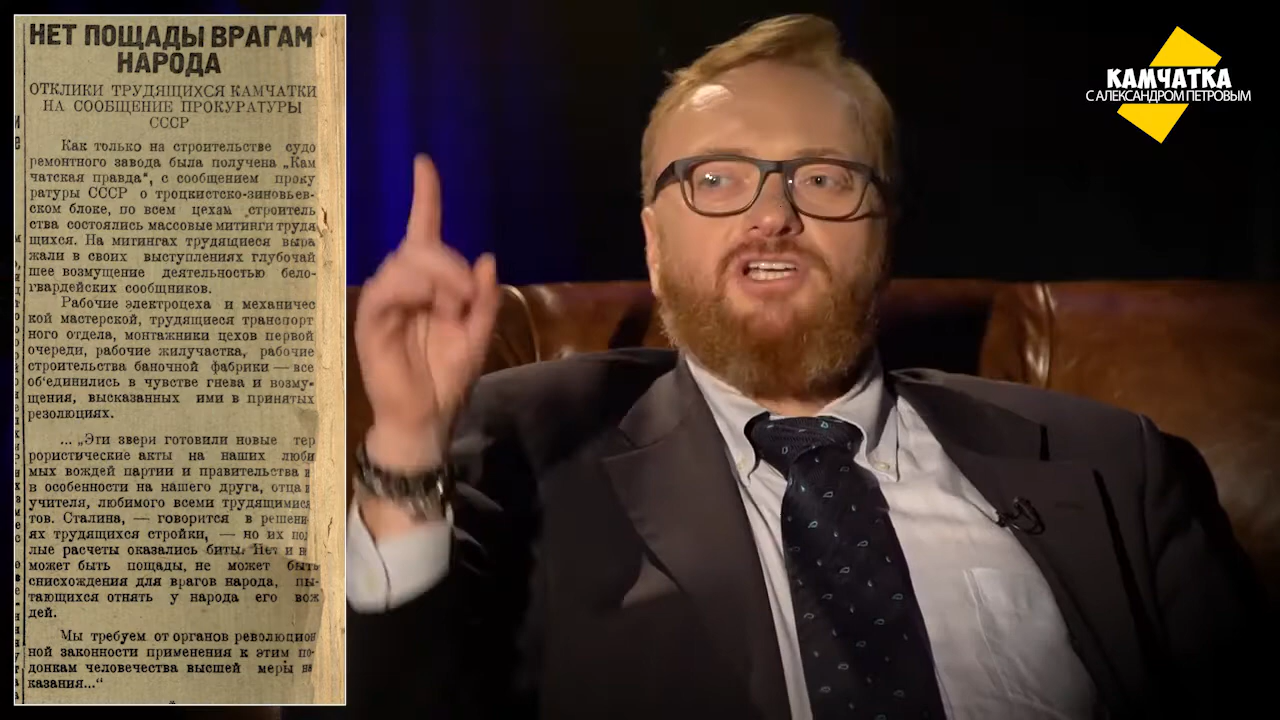 НЕТ ПОЩАДЫ ВРАГАМ
НАРОДА
ОТКЛИКИ ТРУДЯЩИХСЯ КАМЧАТКИ
НА СООБЩЕНИЕ ПРОКУРАТУРЫ
СССР
Как только на строительстве судо
ремонтного завода была получена „Кам
чатская правда“, с сообщением проку
ратуры СССР о троцкистско-зиновьев-
ском блоке, по всем цехам строитель
ства состоялись массовые митинги трудя
щихся. На митингах трудящиеся выра
жали в своих выступлениях глубочай
шее возмущение деятельностью бело-
гвардейских сообщников.
Рабочие электроцеха и механичес
кой мастерской, трудящиеся транспорт
ного отдела, монтажники цехов первой
очереди, рабочие жилучастка, рабочие
строительства баночной фабрики — все
об'единились в чувстве гнева и возму-
щения, высказанных ими в принятых
резолюциях.
... „Эти звери готовили новые тер
рористические акты на наших люби
мых вождей партии и правительства и
в особенности на нашего друга, отца и
учителя, любимого всеми трудящимися
тов. Сталина, — говорится в решени
ях трудящихся стройки, — но их под
лые расчеты оказались биты. Нет и не
может быть пощады, не может быть
снисхождения для врагов народа, пы-
тающихся отнять у народа его вож
дей.
Мы требуем от органов революцион
ной законности применения к этим по-
донкам человечества высшей меры на
казания...“
КАМЧАТКА
С АЛЕКСАНДРОМ ПЕТРОВЫМ